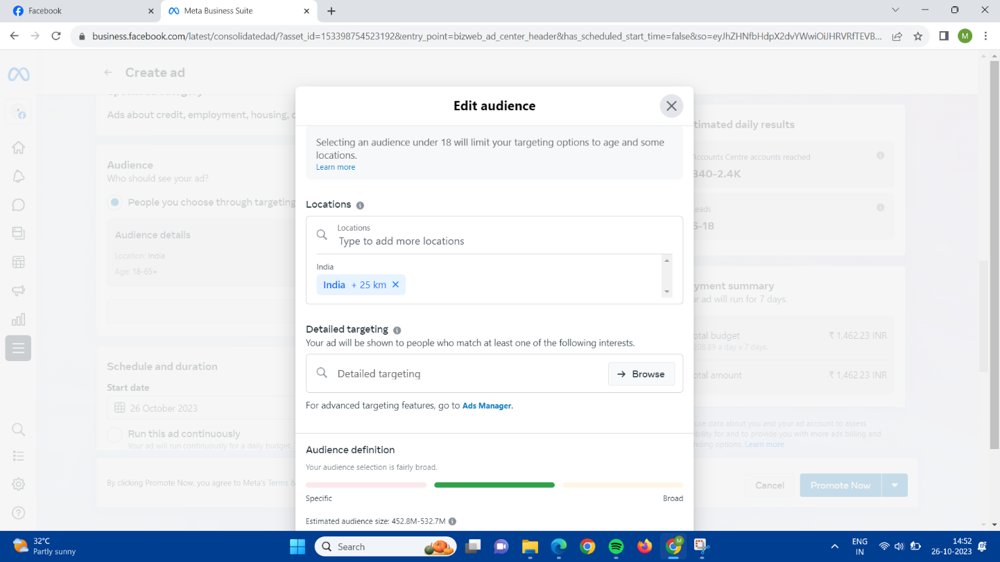 Facebook
Meta Business Suite
business.facebook.com/latest/consolidatedad/?asset_id=153398754523192&entry_point=bizweb_ad_center_header&has_scheduled_start_time=false&so=eyJhZHNfbHdpX2dvYWwiOiJHRVRfTEVB...
M
Create ad
Ads about credit, employment, housing,
Audience
Who should see your ad?
People you choose through targeting
Audience details
Location: India
Age: 18-65+
Schedule and duration
Start date
26 October 2023
Run this ad continuously
Your ad will run continuously for a daily budget.
By clicking Promote Now, you agree to Meta's Terms &
Edit audience
Selecting an audience under 18 will limit your targeting options to age and some
locations.
Learn more
Locations
Locations
Type to add more locations
India
India + 25 km
Detailed targeting
Your ad will be shown to people who match at least one of the following interests.
Detailed targeting
Browse
For advanced targeting features, go to Ads Manager.
Audience definition
Your audience selection is fairly broad.
Specific
Broad
Estimated audience size: 452.8M-532.7M
daily results
Accounts Centre accounts reached
340-2.4K
6-18
summary
ad will run for 7 days.
budget
₹ 1,462.23 INR
208.89 a day x 7 days.
amount
₹ 1,462.23 INR
use data about you and your ad account to assess
for and to provide you with more ads billing and
options. Learn more
Cancel
Promote Now
32°C
Partly sunny
Search
M
ENG
IN
14:52
26-10-2023